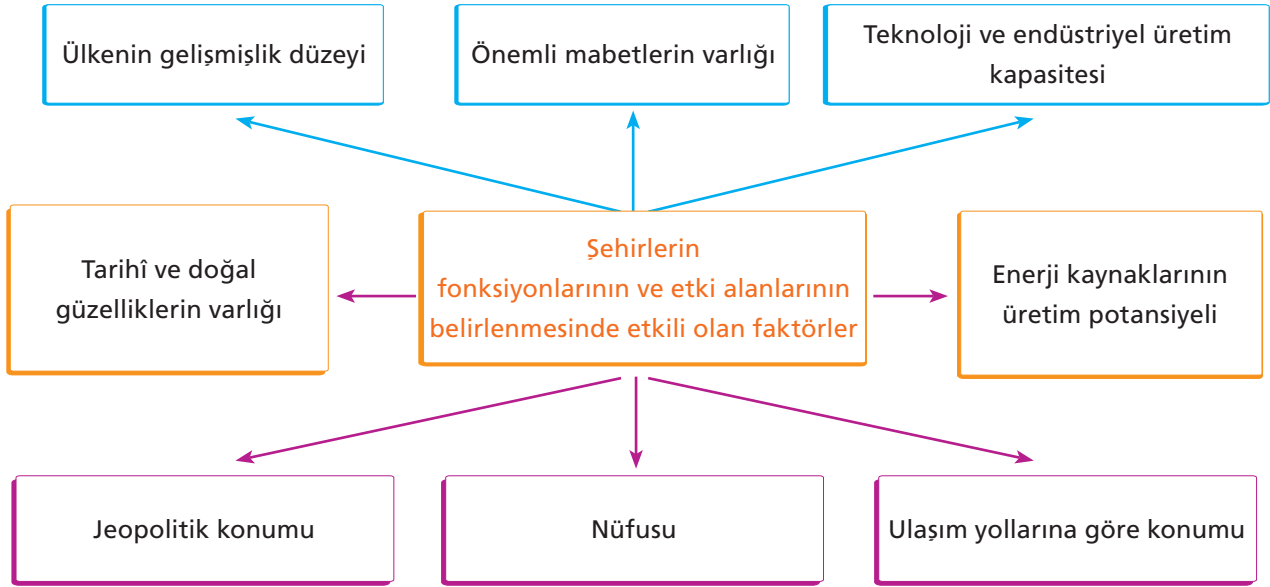 Ülkenin gelişmişlik düzeyi
Önemli mabetlerin varlığı
Teknoloji ve endüstriyel üretim
kapasitesi
Tarihî ve doğal
güzelliklerin varlığı
Şehirlerin
fonksiyonlarının ve etki alanlarının
belirlenmesinde etkili olan faktörler
Enerji kaynaklarının
üretim potansiyeli
Jeopolitik konumu
Nüfusu
Ulaşım yollarına göre konumu